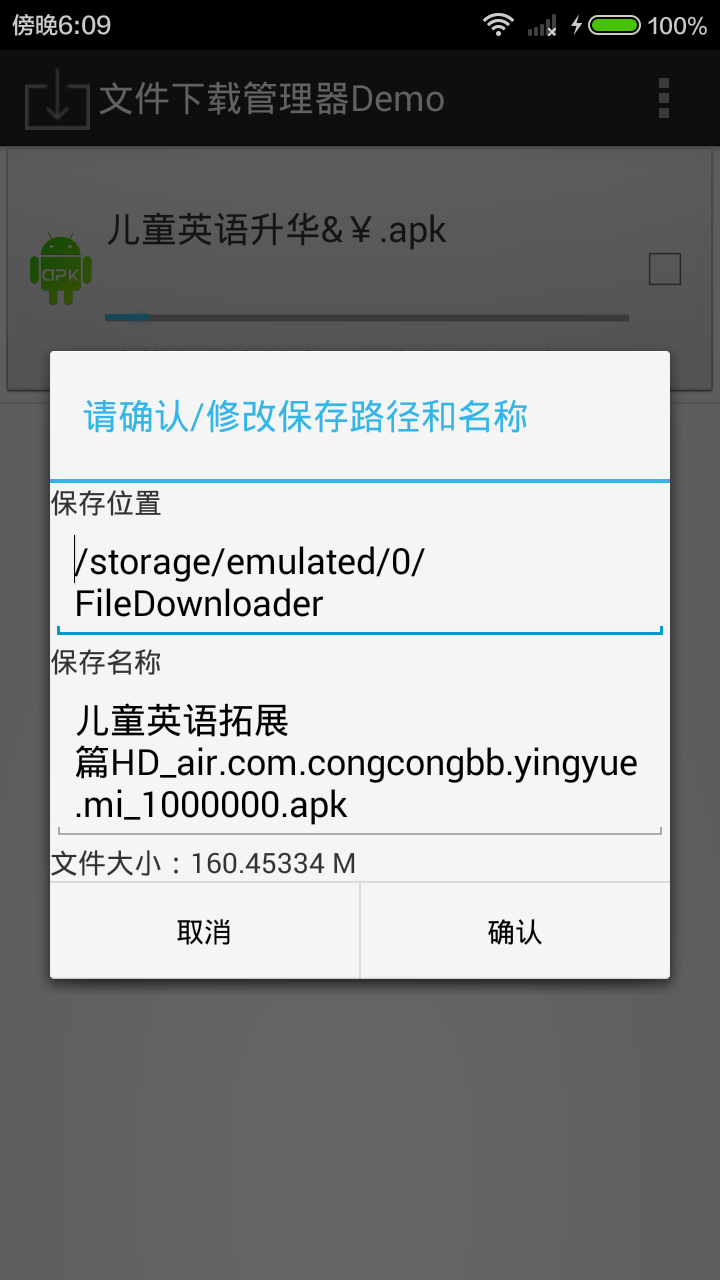 傍晚6:09
100%
文件下载管理器Demo
儿童英语升华&￥.apk
APK
请确认/修改保存路径和名称
保存位置
/storage/emulated/0/
FileDownloader
保存名称
儿童英语拓展
篇HD_air.com.congcongbb.yingyue
.mi_1000000.apk
文件大小：160.45334 M
取消
确认